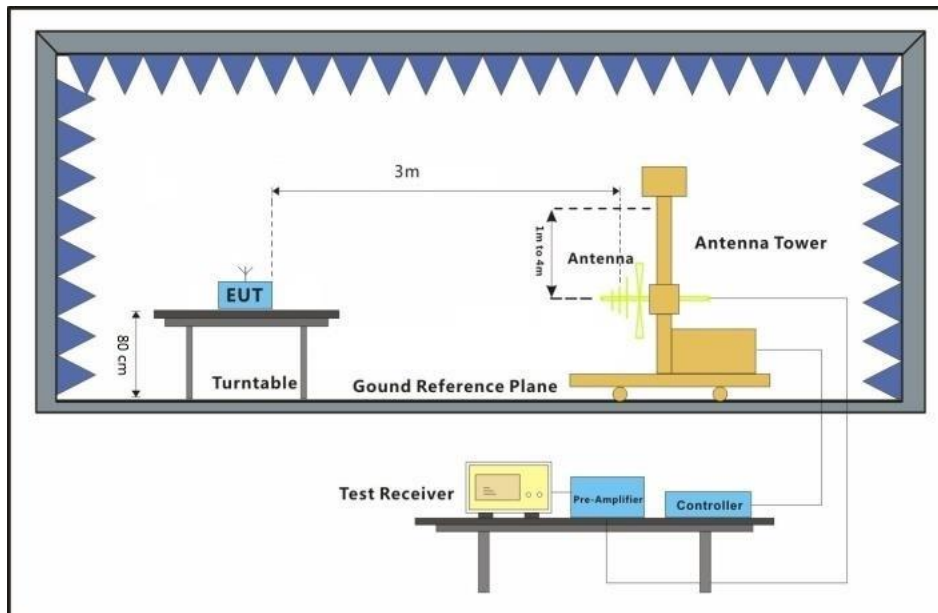 3m
1m to 4m
Antenna
Antenna Tower
EUT
80 cm
Turntable
Gound Reference Plane
Test Receiver
Pre-Amplifier
Controller